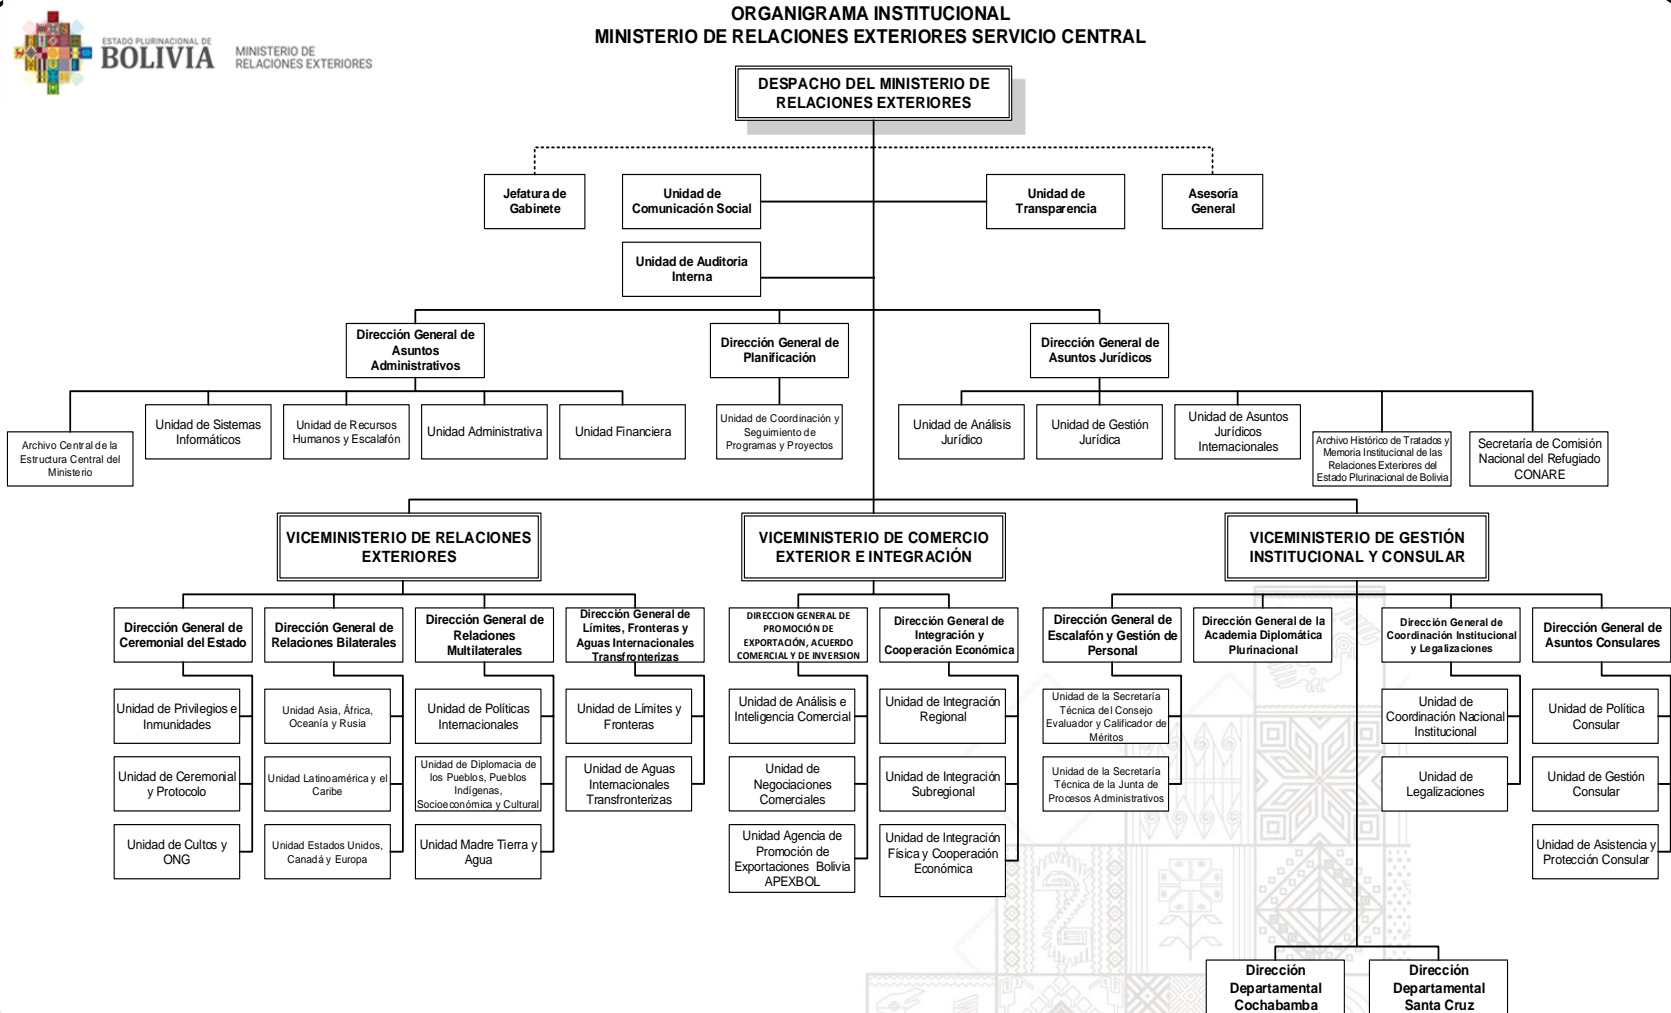 ORGANIGRAMA INSTITUCIONAL
MINISTERIO DE RELACIONES EXTERIORES SERVICIO CENTRAL
ESTADO PLURINACIONAL DE
BOLIVIA
MINISTERIO DE
RELACIONES EXTERIORES
DESPACHO DEL MINISTERIO DE
RELACIONES EXTERIORES
Jefatura de
Gabinete
Unidad de
Comunicación Social
Unidad de
Transparencia
Asesoría
General
Unidad de Auditoria
Interna
Dirección General de
Asuntos
Administrativos
Dirección General de
Planificación
Dirección General de
Asuntos Jurídicos
Archivo Central de la
Estructura Central del
Ministerio
Unidad de Sistemas
Informáticos
Unidad de Recursos
Humanos y Escalafón
Unidad Administrativa
Unidad Financiera
Unidad de Coordinación y
Seguimiento de
Programas y Proyectos
Unidad de Análisis
Jurídico
Unidad de Gestión
Jurídica
Unidad de Asuntos
Jurídicos
Internacionales
Archivo Histórico de Tratados y
Memoria Institucional de las
Relaciones Exteriores del
Estado Plurinacional de Bolivia
Secretaría de Comisión
Nacional del Refugiado
CONARE
VICEMINISTERIO DE RELACIONES
EXTERIORES
VICEMINISTERIO DE COMERCIO
EXTERIOR E INTEGRACIÓN
VICEMINISTERIO DE GESTIÓN
INSTITUCIONAL Y CONSULAR
Dirección General de
Ceremonial del Estado
Dirección General de
Relaciones Bilaterales
Dirección General de
Relaciones
Multilaterales
Dirección General de
Límites, Fronteras y
Aguas Internacionales
Transfronterizas
DIRECCION GENERAL DE
PROMOCIÓN DE
EXPORTACIÓN, ACUERDO
COMERCIAL Y DE INVERSION
Dirección General de
Integración y
Cooperación Económica
Dirección General de
Escalafón y Gestión de
Personal
Dirección General de la
Academia Diplomática
Plurinacional
Dirección General de
Coordinación Institucional
y Legalizaciones
Dirección General de
Asuntos Consulares
Unidad de Privilegios e
Inmunidades
Unidad Asia, África,
Oceanía y Rusia
Unidad de Políticas
Internacionales
Unidad de Límites y
Fronteras
Unidad de Análisis e
Inteligencia Comercial
Unidad de Integración
Regional
Unidad de la Secretaría
Técnica del Consejo
Evaluador y Calificador de
Méritos
Unidad de
Coordinación Nacional
Institucional
Unidad de Política
Consular
Unidad de Ceremonial
y Protocolo
Unidad Latinoamérica y el
Caribe
Unidad de Diplomacia de
los Pueblos, Pueblos
Indígenas,
Socioeconómica y Cultural
Unidad de Aguas
Internacionales
Transfronterizas
Unidad de
Negociaciones
Comerciales
Unidad de Integración
Subregional
Unidad de la Secretaría
Técnica de la Junta de
Procesos Administrativos
Unidad de
Legalizaciones
Unidad de Gestión
Consular
Unidad de Cultos y
ONG
Unidad Estados Unidos,
Canadá y Europa
Unidad Madre Tierra y
Agua
Unidad Agencia de
Promoción de
Exportaciones Bolivia
APEXBOL
Unidad de Integración
Física y Cooperación
Económica
Unidad de Asistencia y
Protección Consular
Dirección
Departamental
Cochabamba
Dirección
Departamental
Santa Cruz